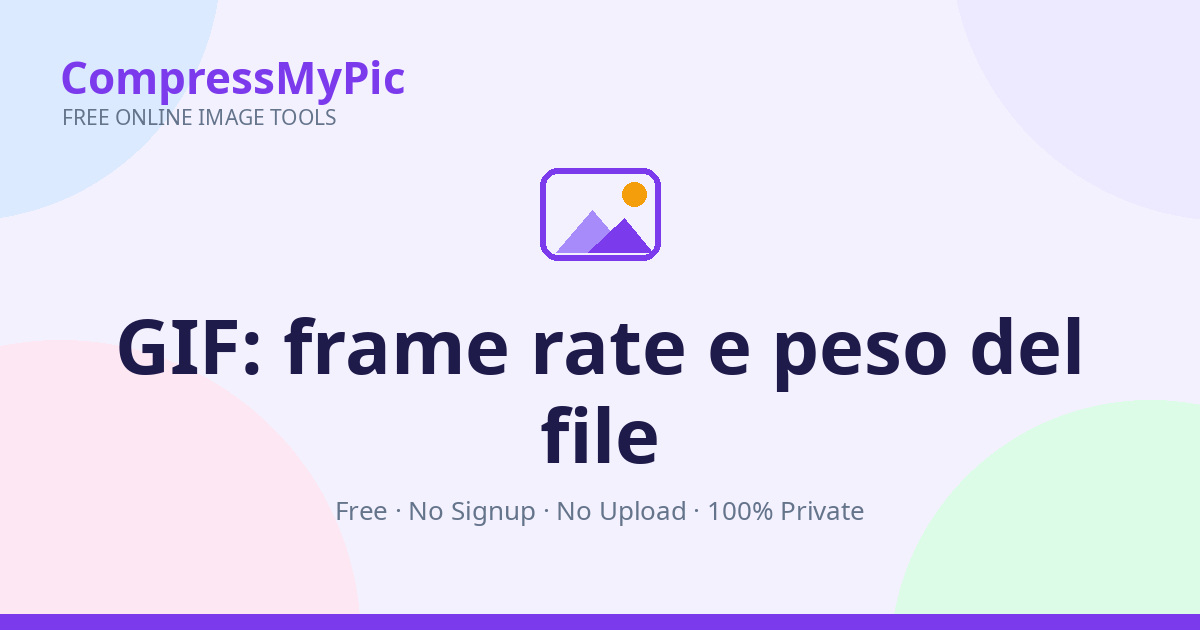 CompressMyPic
FREE ONLINE IMAGE TOOLS
GIF: frame rate e peso del
file
Free · No Signup · No Upload · 100% Private